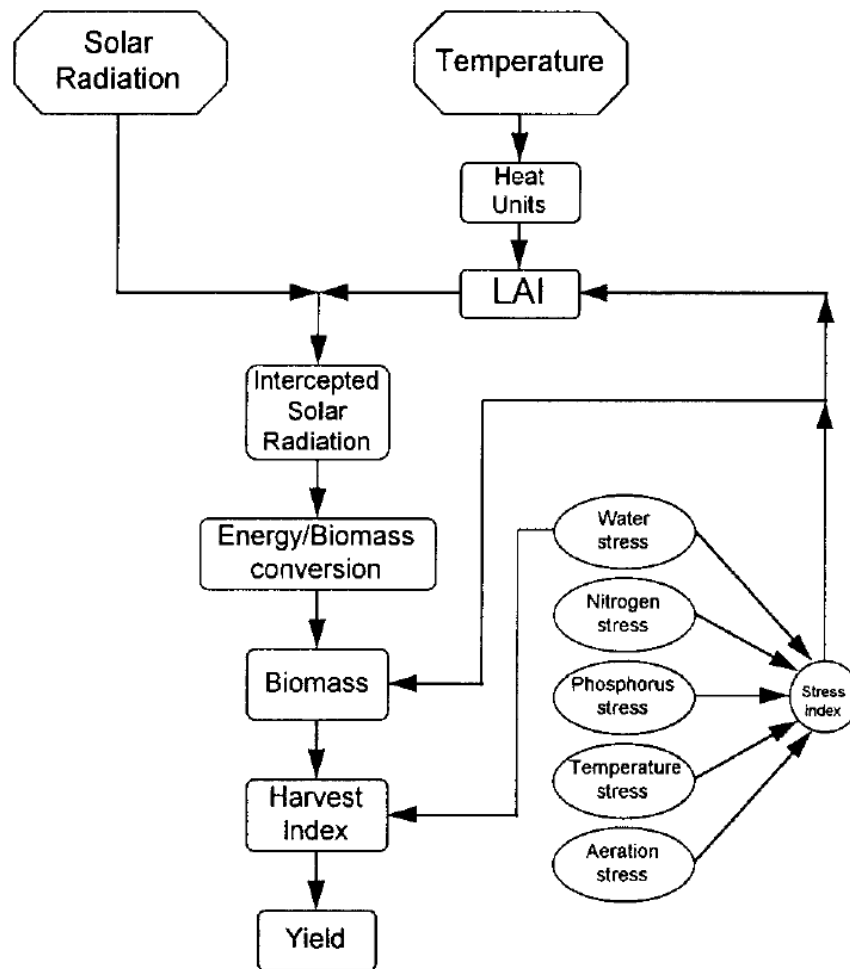 Solar
Radiation
Temperature
Heat
Units
LAI
Intercepted
Solar
Radiation
Energy/Biomass
conversion
Biomass
Harvest
Index
Yield
Water
stress
Nitrogen
stress
Phosphorus
stress
Temperature
stress
Aeration
stress
Stress
index